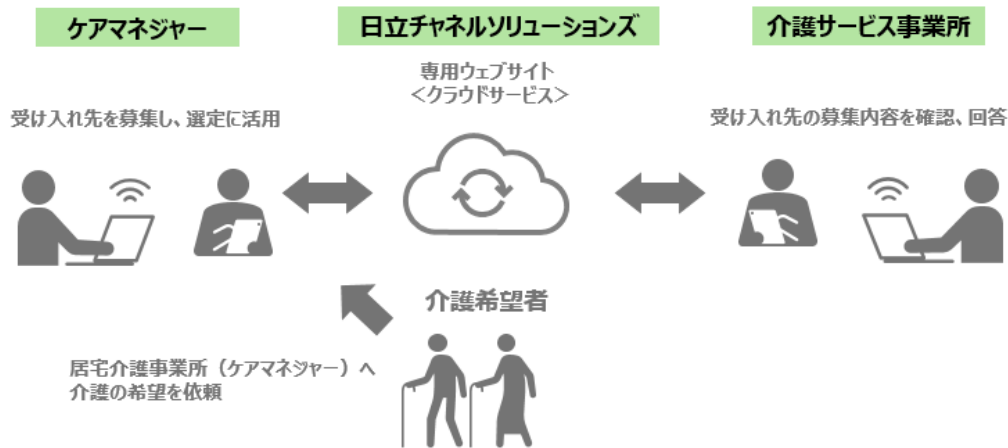 ケアマネジャー
日立チャネルソリューションズ
介護サービス事業所
専用ウェブサイト
＜クラウドサービス＞
受け入れ先を募集し、選定に活用
受け入れ先の募集内容を確認、回答
介護希望者
居宅介護事業所（ケアマネジャー）へ
介護の希望を依頼